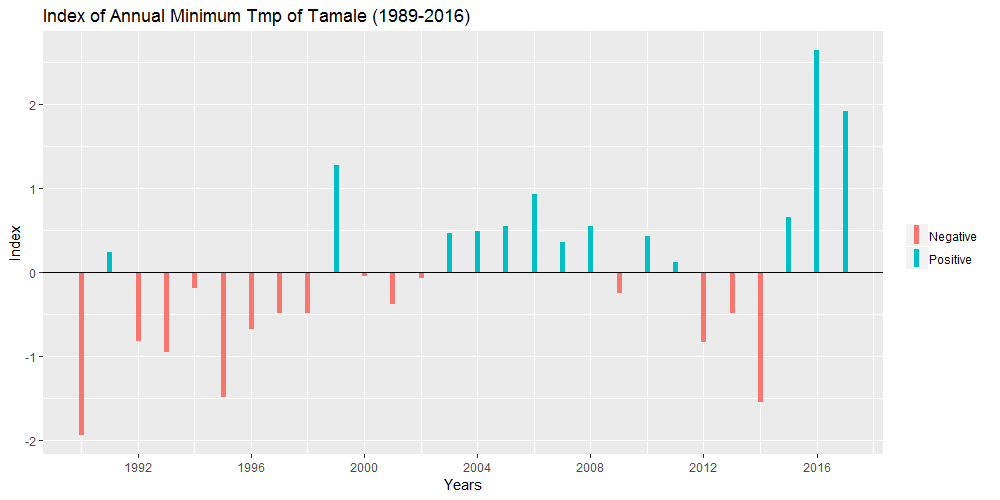 Index of Annual Minimum Tmp of Tamale (1989-2016)
2
1
0
-1
-2
Index
1992 1996 2000 2004 2008 2012 2016
Years
Negative
Positive